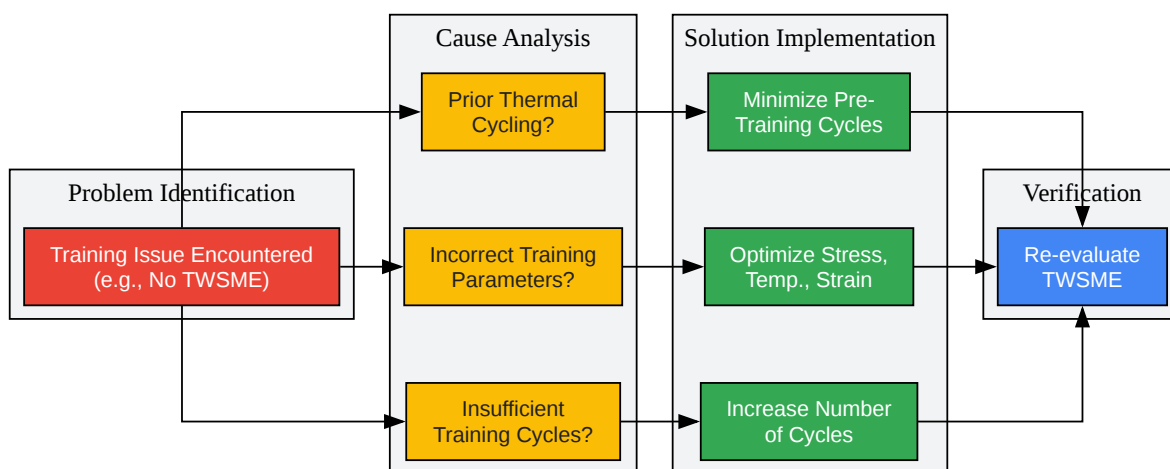 Cause Analysis
Solution Implementation
Prior Thermal
Cycling?
Minimize Pre-
Training Cycles
Problem Identification
Verification
Training Issue Encountered
(e.g., No TWSME)
Incorrect Training
Parameters?
Optimize Stress,
Temp., Strain
Re-evaluate
TWSME
Insufficient
Training Cycles?
Increase Number
of Cycles